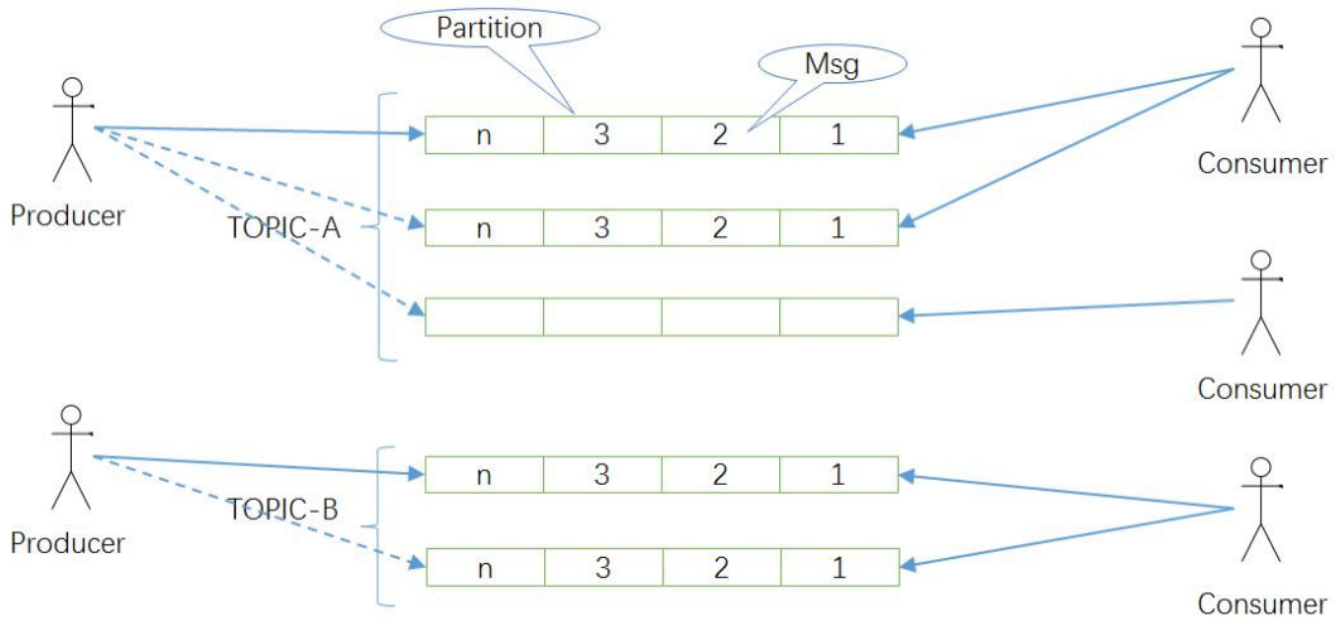 Partition
Msg
n 3 2 1
Consumer
Producer
TOPIC-A
n 3 2 1
Consumer
n 3 2 1
TOPIC-B
Producer
n 3 2 1
Consumer